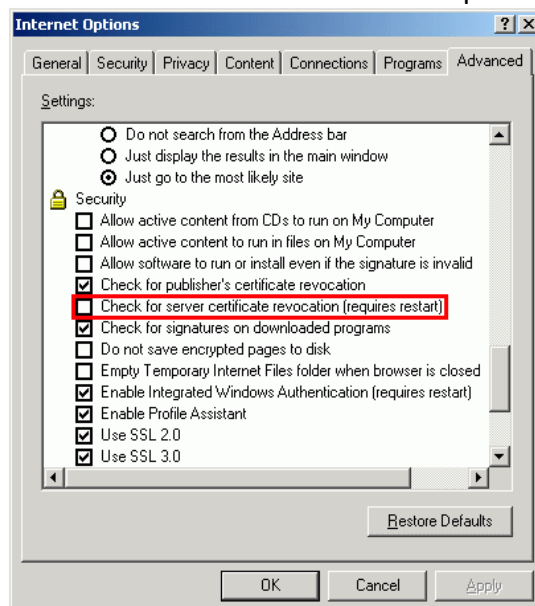 Internet Options
General Security Privacy Content Connections Programs Advanced
Settings:
Do not search from the Address bar
Just display the results in the main window
Just go to the most likely site
Security
Allow active content from CDs to run on My Computer
Allow active content to run in files on My Computer
Allow software to run or install even if the signature is invalid
Check for publisher's certificate revocation
Check for server certificate revocation (requires restart)
Check for signatures on downloaded programs
Do not save encrypted pages to disk
Empty Temporary Internet Files folder when browser is closed
Enable Integrated Windows Authentication (requires restart)
Enable Profile Assistant
Use SSL 2.0
Use SSL 3.0
Restore Defaults
OK Cancel Apply